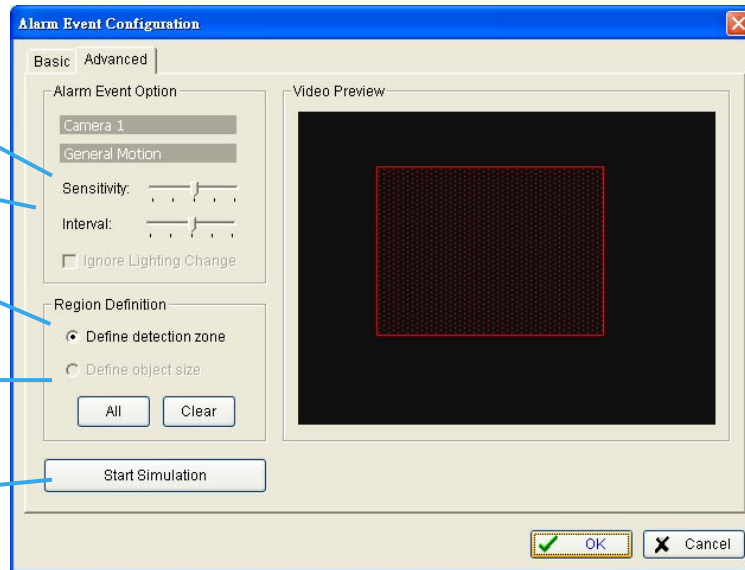 Alarm Event Configuration
Basic
Advanced
Alarm Event Option
Camera 1
General Motion
Sensitivity:
Interval:
Ignore Lighting Change
Region Definition
Define detection zone
Define object size
All
Clear
Start Simulation
Video Preview
OK
Cancel